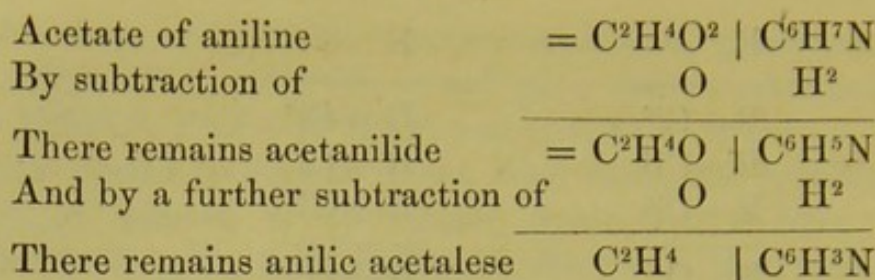 Acetate of aniline = C²H⁴O² | C⁶H⁷N
By subtraction of O H²
There remains acetanilide = C²H⁴O | C⁶H⁵N
And by a further subtraction of O H²
There remains anilic acetalese C²H⁴ | C⁶H³N